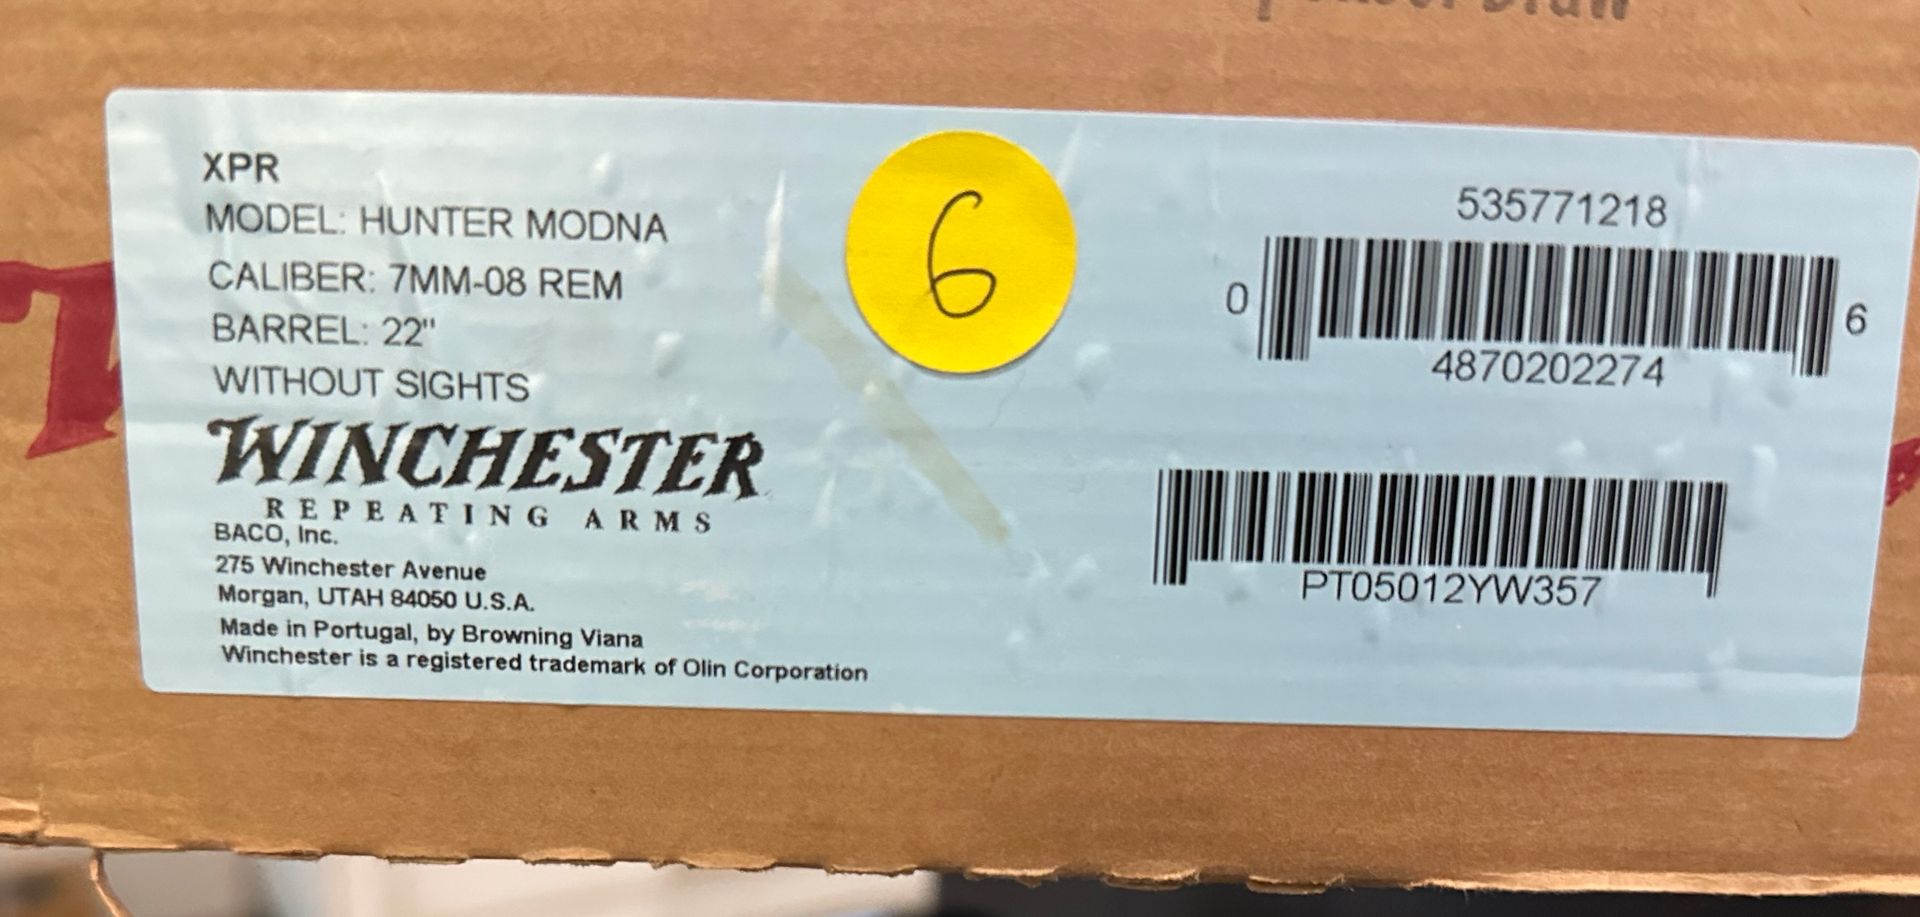 XPR
MODEL: HUNTER MODNA
CALIBER: 7MM-08 REM
BARREL: 22"
WITHOUT SIGHTS
WINCHESTER
REPEATING ARMS
BACO, Inc.
275 Winchester Avenue
Morgan, UTAH 84050 U.S.A.
Made in Portugal, by Browning Viana
Winchester is a registered trademark of Olin Corporation
6
535771218
0 4870202274 6
PT05012YW357